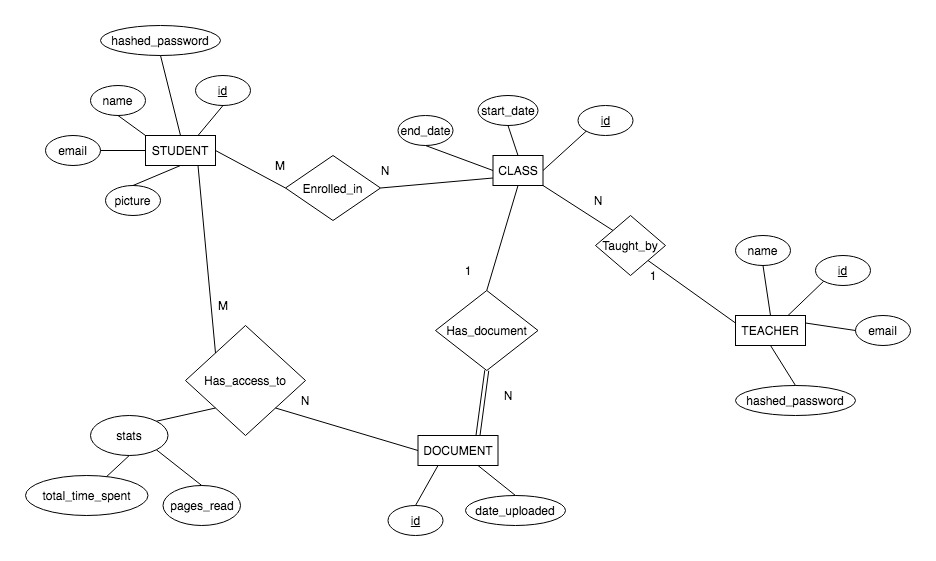 hashed_password
id
name
start_date
id
end_date
email
STUDENT
M
N
CLASS
Enrolled_in
picture
N
Taught_by
name
1
1
id
M
Has_document
TEACHER
email
Has_access_to
N
N
hashed_password
stats
DOCUMENT
total_time_spent
pages_read
id
date_uploaded